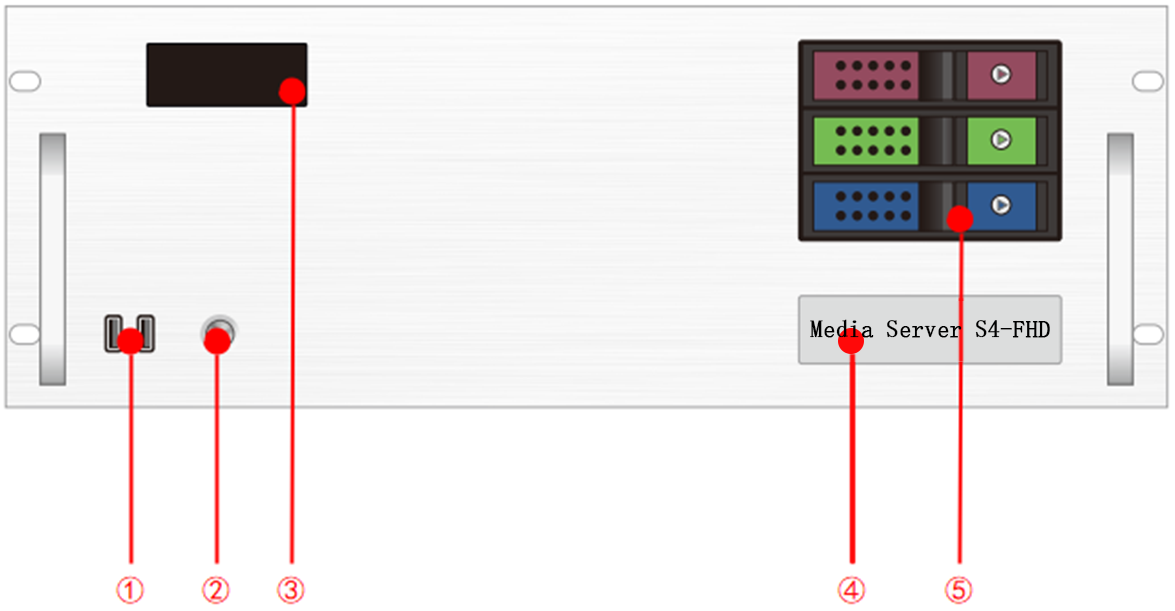 Media Server S4-FHD
① ② ③ ④ ⑤